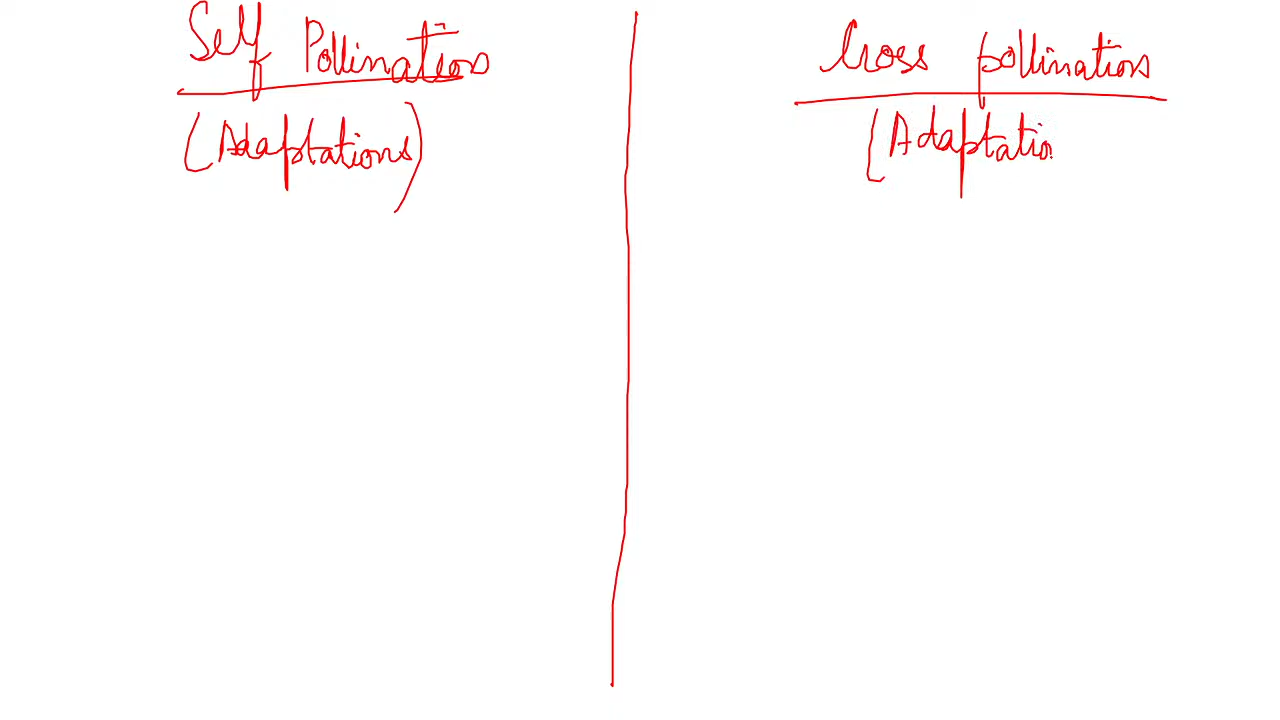 Self Pollination
(Adaptations)
Cross pollination
[Adaptatio